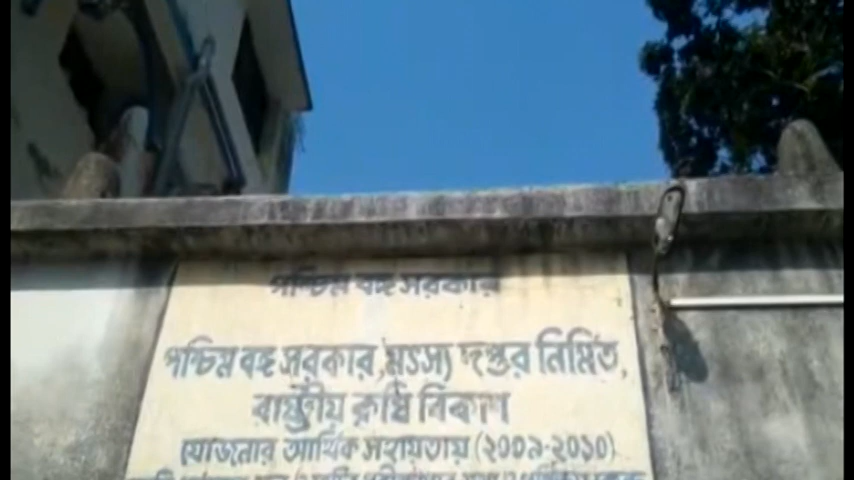 পশ্চিম বঙ্গ সরকার
পশ্চিম বঙ্গ সরকার, মৎস্য দপ্তর নির্মিত,
রাষ্ট্রীয় কৃষি বিকাশ
যোজনার আর্থিক সহায়তায় (২০০৯-২০১০)